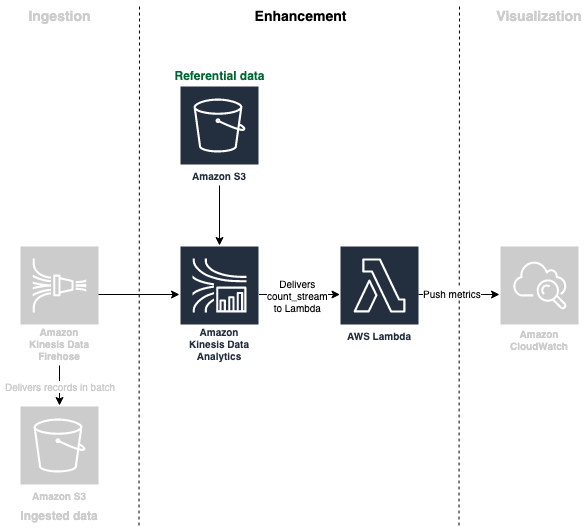 Ingestion
Enhancement
Visualization
Referential data
Amazon S3
Amazon
Kinesis Data
Firehose
Amazon
Kinesis Data
Analytics
Delivers
count_stream
to Lambda
AWS Lambda
Push metrics
Amazon
CloudWatch
Delivers records in batch
Amazon S3
Ingested data